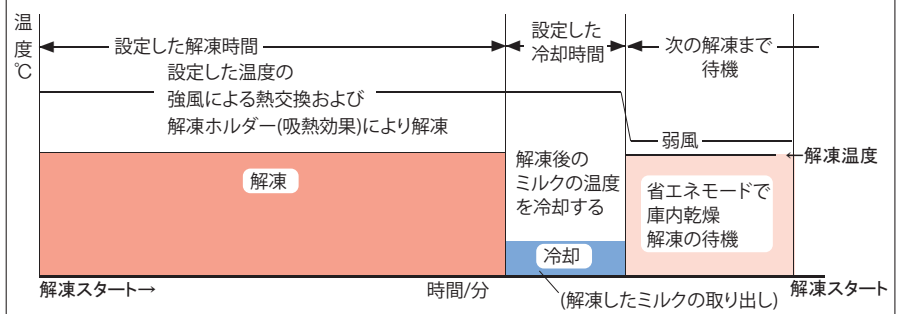 温度℃
設定した解凍時間
設定した
冷却時間
次の解凍まで
待機
設定した温度の
強風による熱交換および
解凍ホルダー(吸熱効果)により解凍
弱風
←解凍温度
解凍
解凍後の
ミルクの温度
を冷却する
省エネモードで
庫内乾燥
解凍の待機
冷却
解凍スタート→
時間/分
(解凍したミルクの取り出し)
解凍スタート